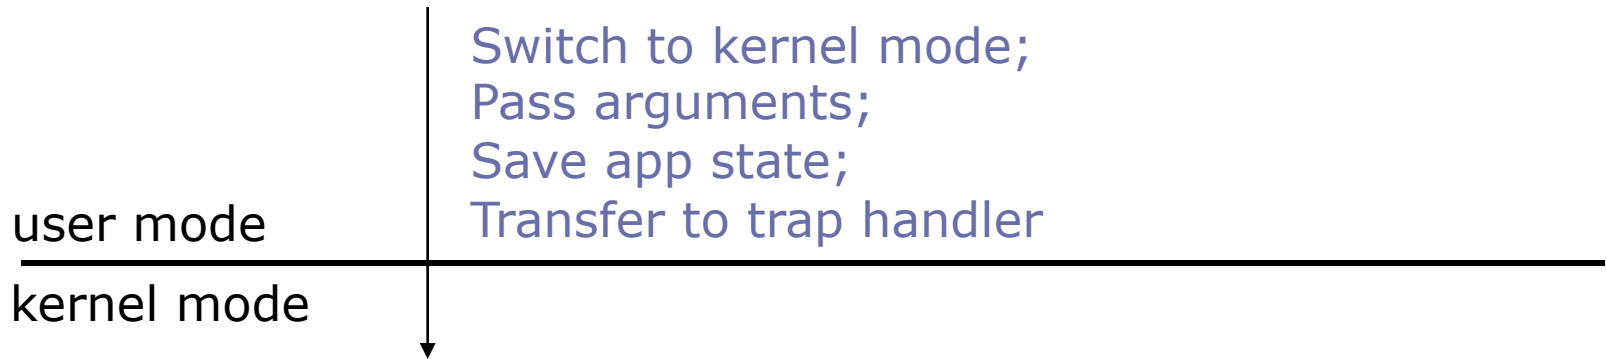 Switch to kernel mode;
Pass arguments;
Save app state;
Transfer to trap handler
user mode
kernel mode